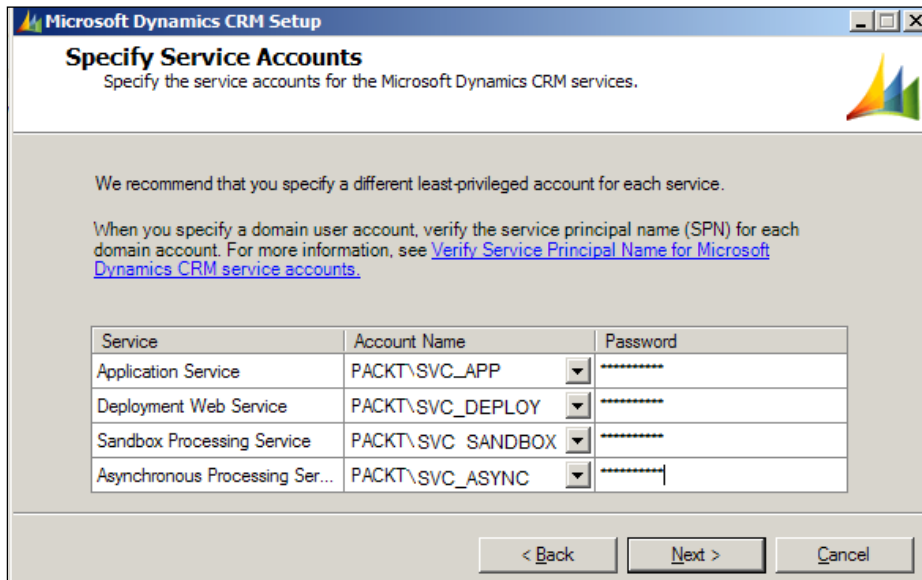 Microsoft Dynamics CRM Setup
Specify Service Accounts
Specify the service accounts for the Microsoft Dynamics CRM services.
We recommend that you specify a different least-privileged account for each service.
When you specify a domain user account, verify the service principal name (SPN) for each
domain account. For more information, see Verify Service Principal Name for Microsoft
Dynamics CRM service accounts.
Service Account Name Password
Application Service PACKT\SVC_APP **********
Deployment Web Service PACKT\SVC_DEPLOY **********
Sandbox Processing Service PACKT\SVC SANDBOX **********
Asynchronous Processing Ser... PACKT\SVC_ASYNC **********
< Back Next > Cancel